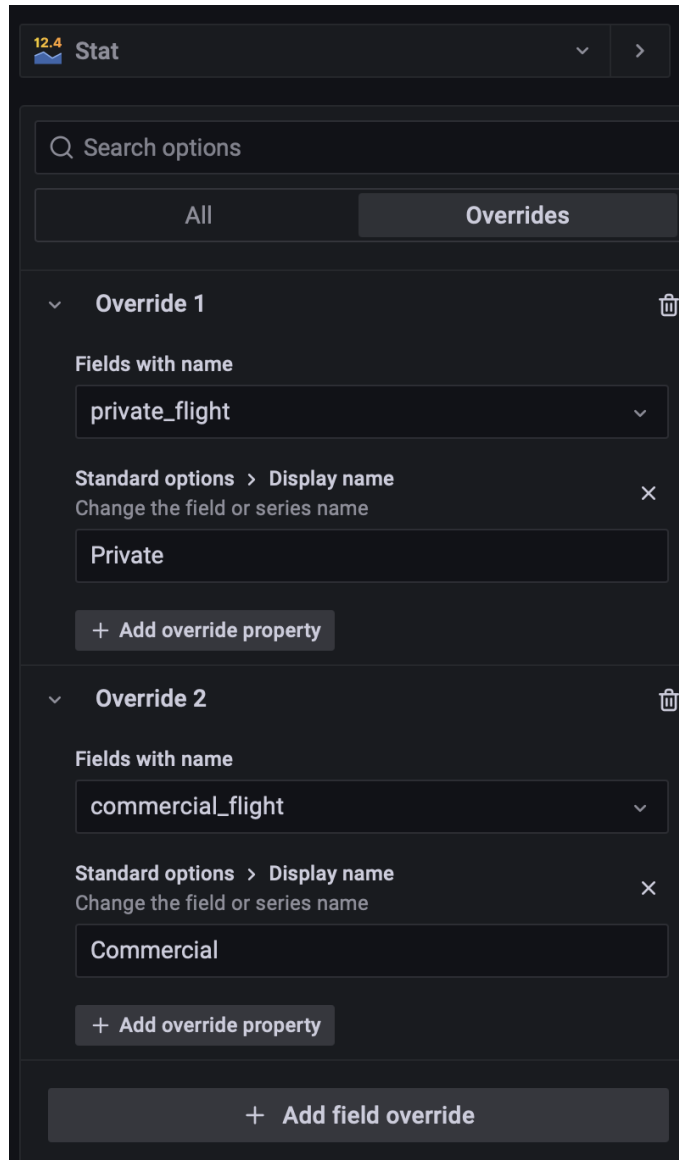 12.4
Stat
Search options
All
Overrides
Override 1
Fields with name
private_flight
Standard options > Display name
Change the field or series name
Private
+ Add override property
Override 2
Fields with name
commercial_flight
Standard options > Display name
Change the field or series name
Commercial
+ Add override property
+ Add field override